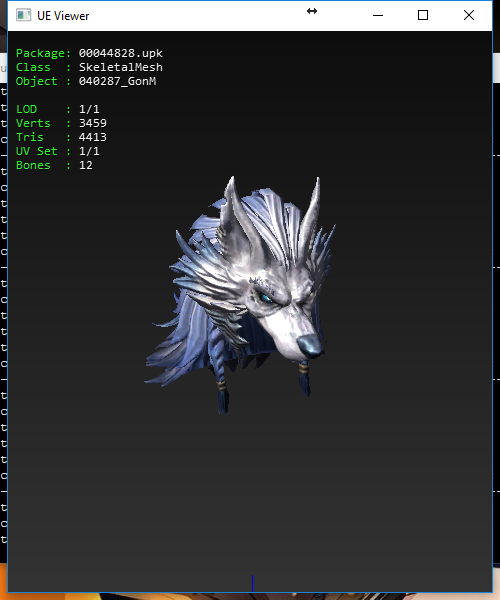 UE Viewer
Package: 00044828.upk
Class : SkeletalMesh
Object : 040287_GonM
LOD : 1/1
Verts : 3459
Tris : 4413
UV Set : 1/1
Bones : 12